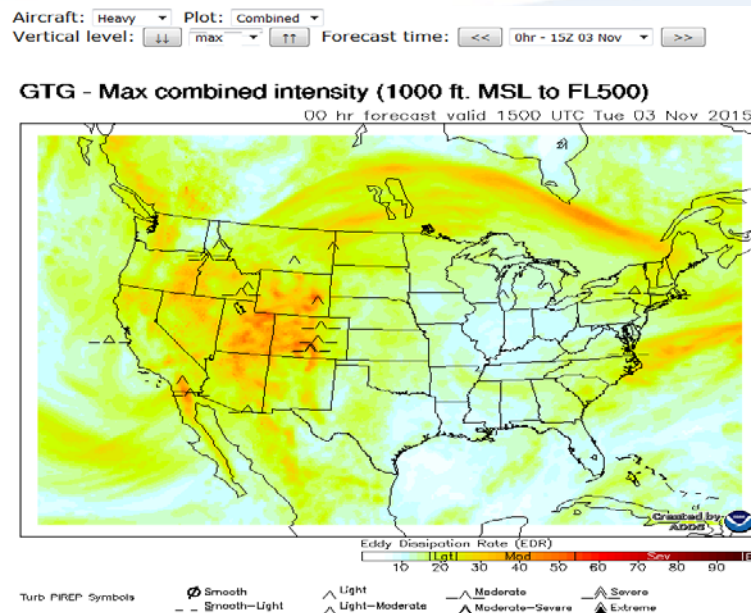 Aircraft: Heavy Plot: Combined
Vertical level: ↓↓ max ↑↑ Forecast time: << 0hr - 15Z 03 Nov >>
GTG - Max combined intensity (1000 ft. MSL to FL500)
00 hr forecast valid 1500 UTC Tue 03 Nov 2015
Created by
ADDS
Eddy Dissipation Rate (EDR)
Lgt Mod Sev
10 20 30 40 50 60 70 80 90
Turb PIREP Symbols
Smooth Light Moderate Severe
Smooth-Light Light-Moderate Moderate-Severe Extreme